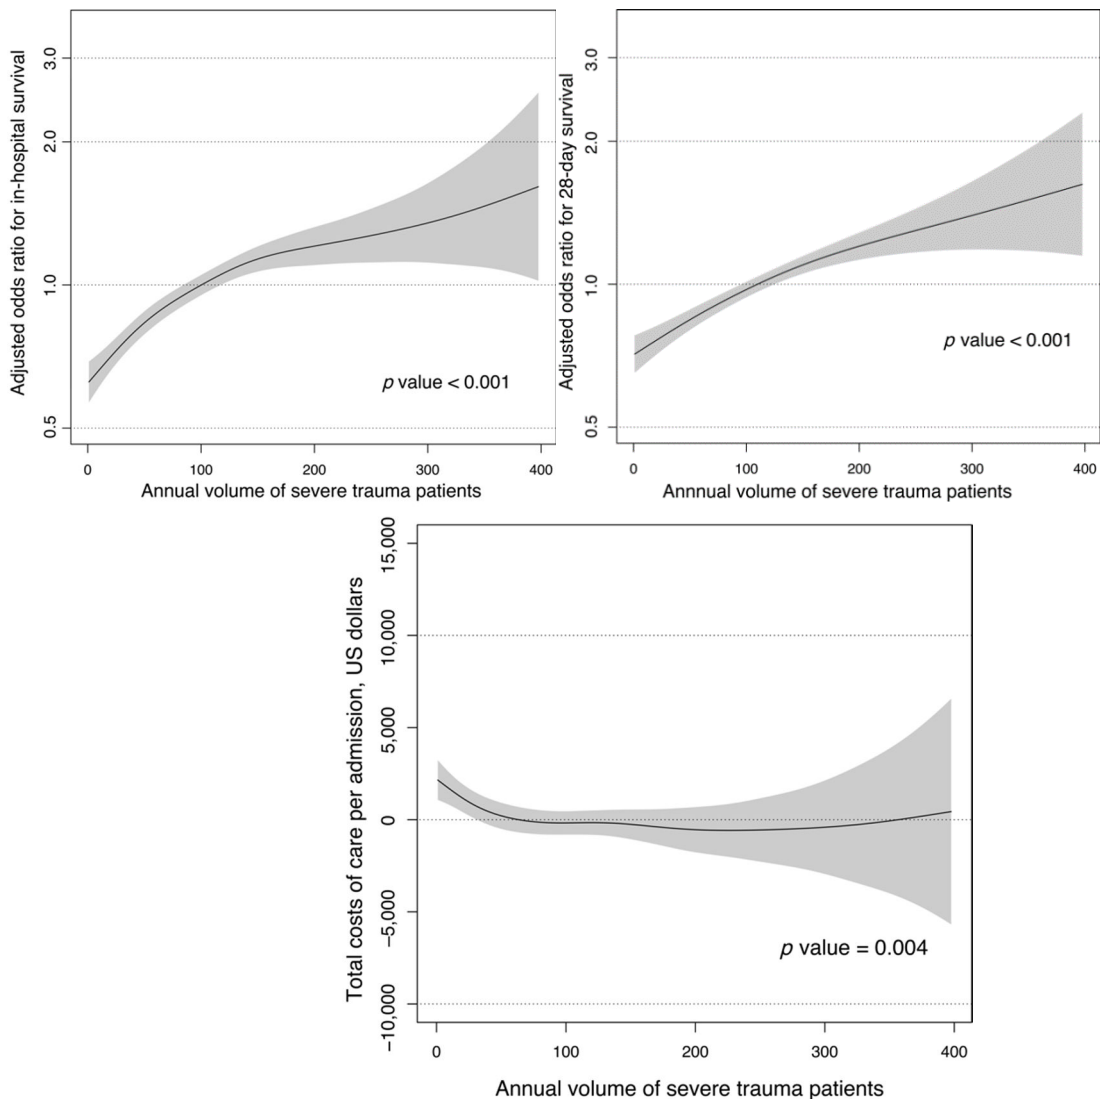 Adjusted odds ratio for in-hospital survival
3.0
2.0
1.0
0.5
p value < 0.001
0 100 200 300 400
Annual volume of severe trauma patients
Adjusted odds ratio for 28-day survival
3.0
2.0
1.0
0.5
p value < 0.001
0 100 200 300 400
Annnual volume of severe trauma patients
Total costs of care per admission, US dollars
15,000
10,000
5,000
0
−5,000
−10,000
p value = 0.004
0 100 200 300 400
Annual volume of severe trauma patients